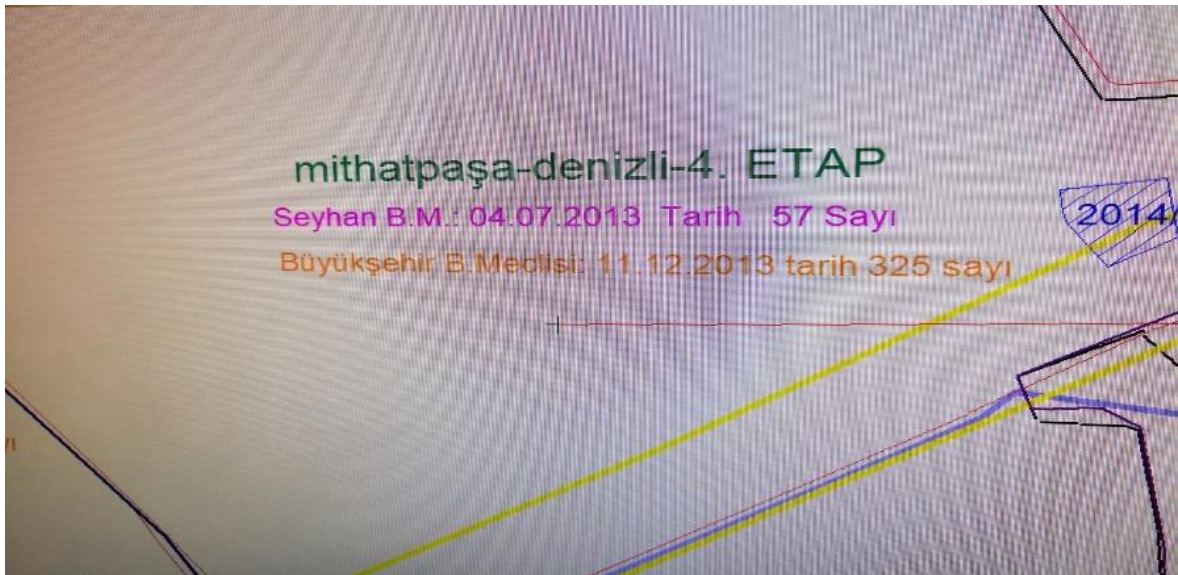 mithatpaşa-denizli-4. ETAP
Seyhan B.M.: 04.07.2013 Tarih 57 Sayı
2014
Büyükşehir B.Meclisi: 11.12.2013 tarih 325 sayı